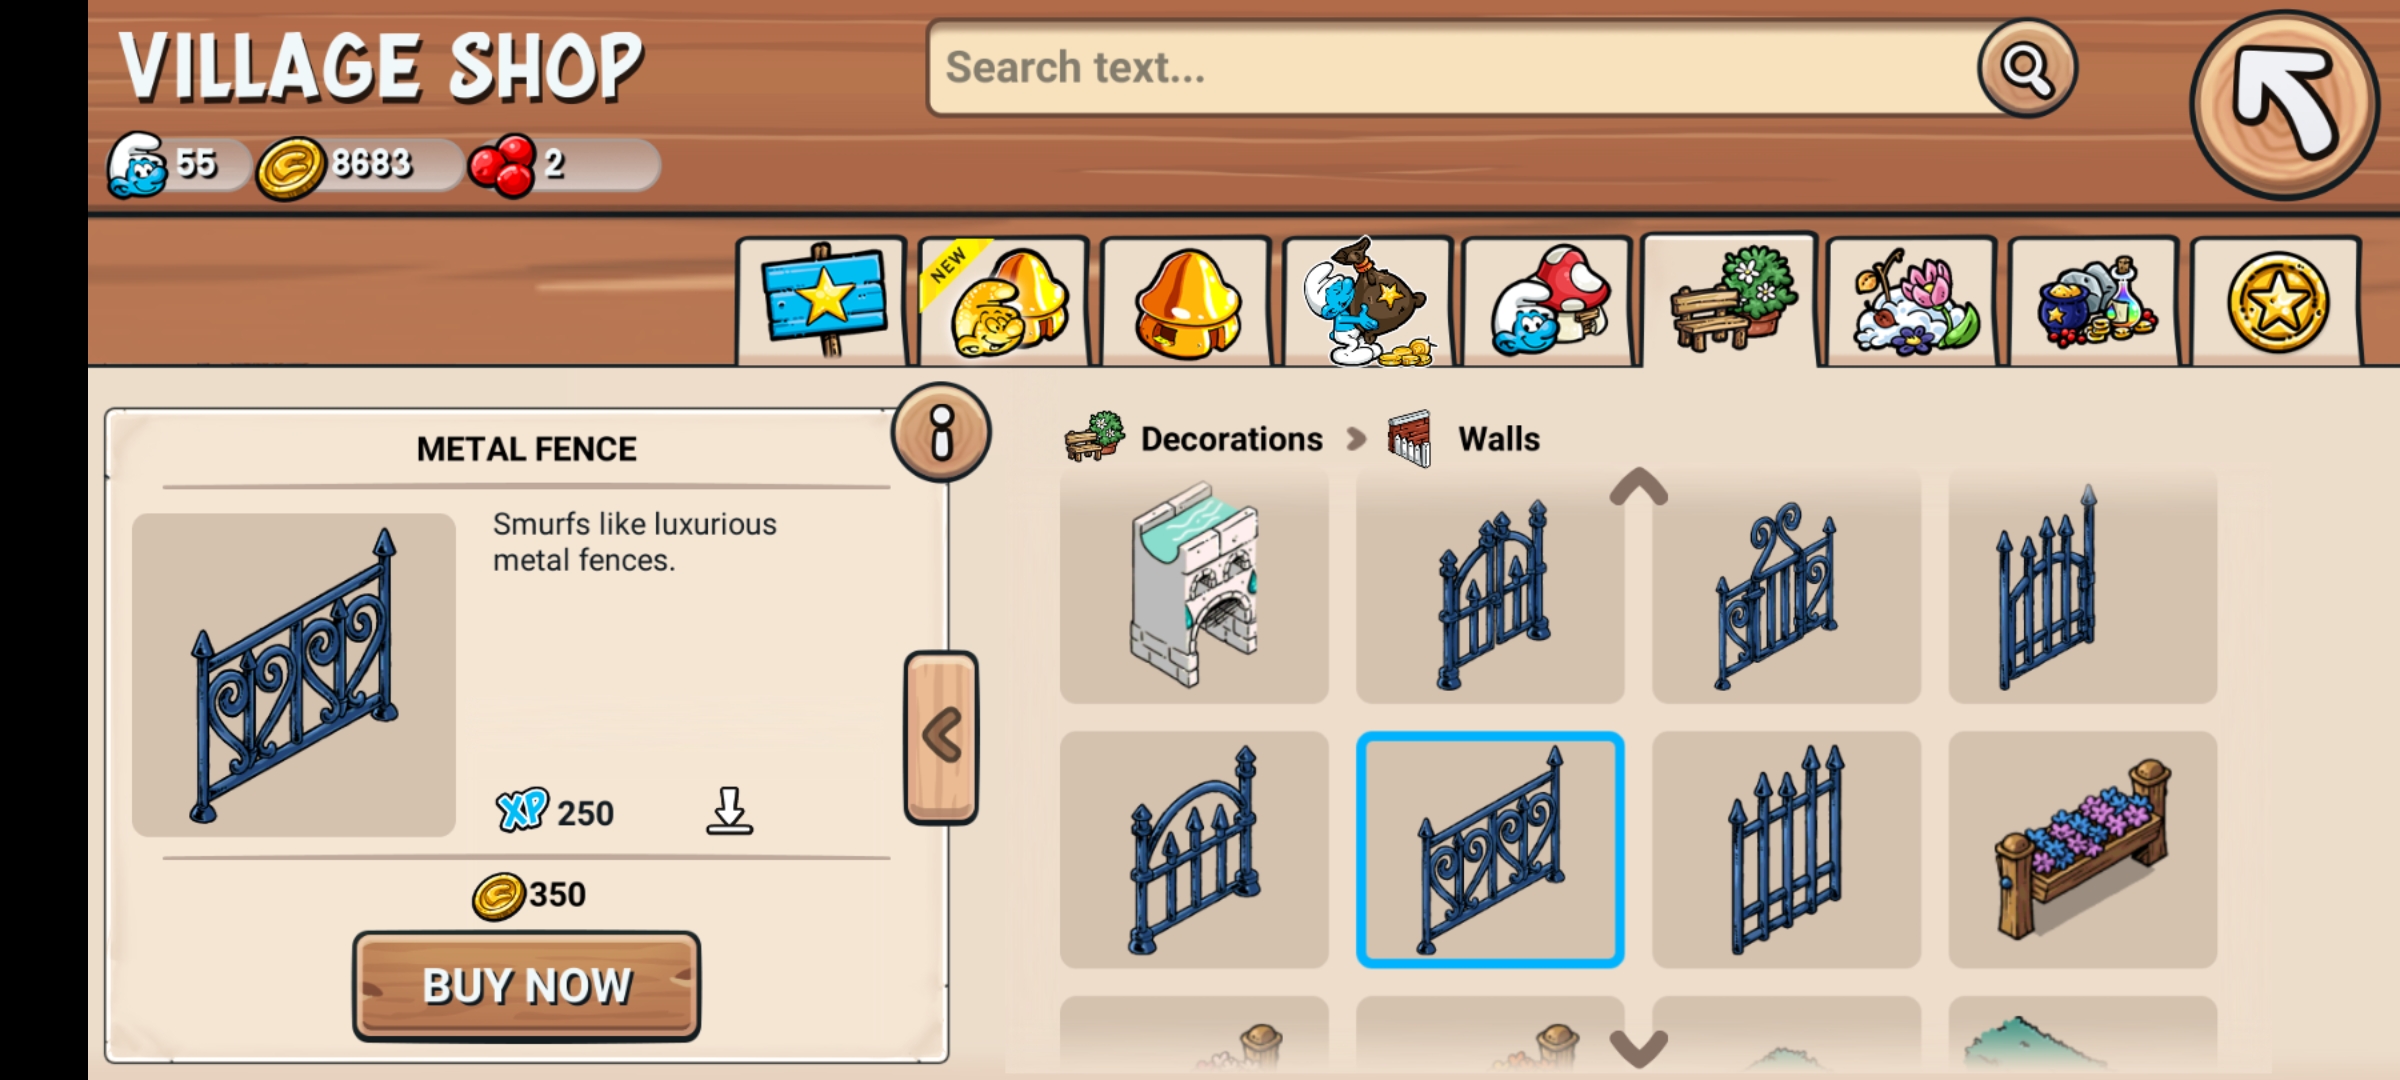 VILLAGE SHOP
Search text...
55
8683
2
NEW
METAL FENCE
Smurfs like luxurious
metal fences.
XP 250
350
BUY NOW
Decorations
Walls